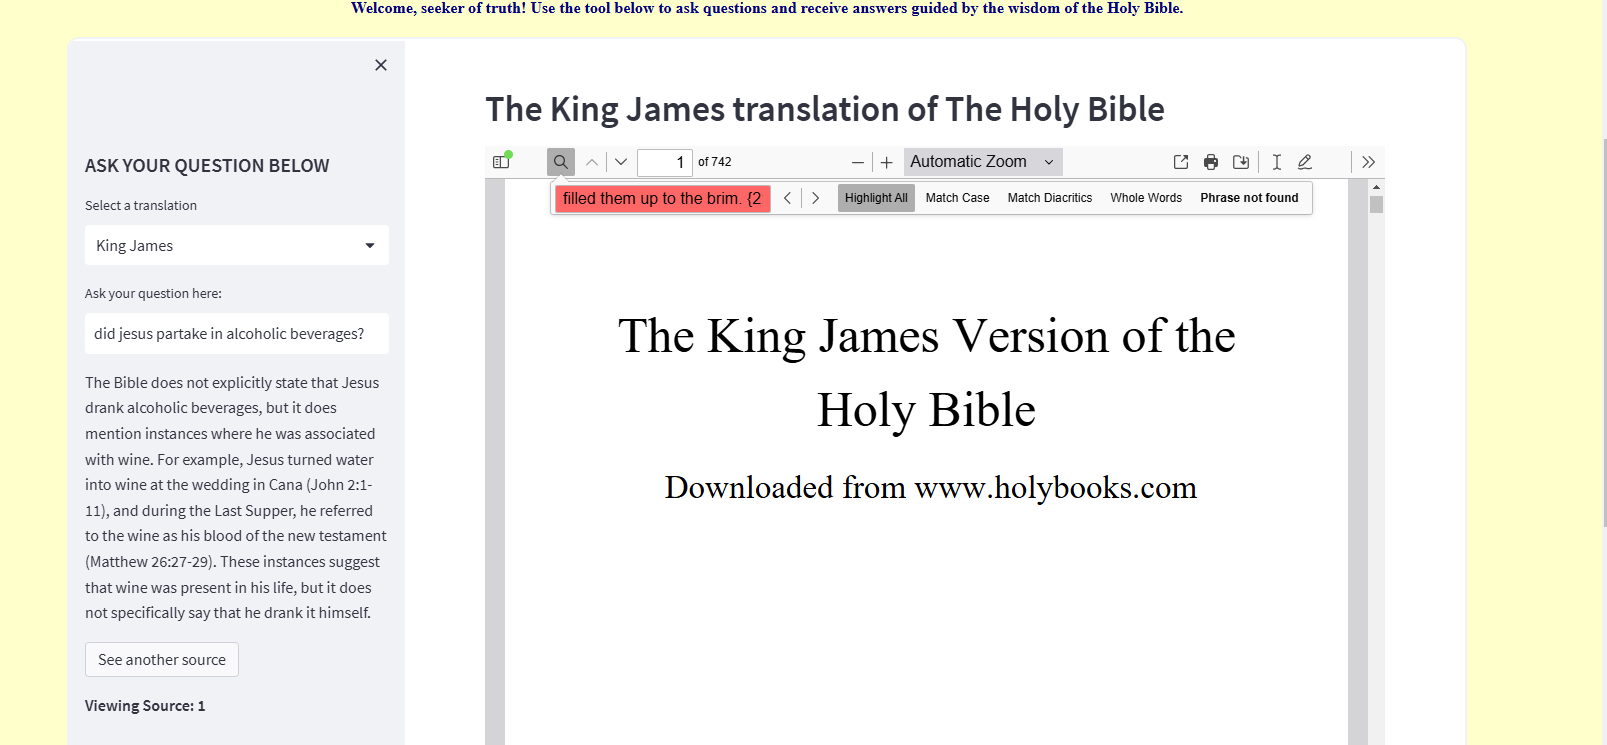 Welcome, seeker of truth! Use the tool below to ask questions and receive answers guided by the wisdom of the Holy Bible.
ASK YOUR QUESTION BELOW
Select a translation
King James
Ask your question here:
did jesus partake in alcoholic beverages?
The Bible does not explicitly state that Jesus
drank alcoholic beverages, but it does
mention instances where he was associated
with wine. For example, Jesus turned water
into wine at the wedding in Cana (John 2:1-
11), and during the Last Supper, he referred
to the wine as his blood of the new testament
(Matthew 26:27-29). These instances suggest
that wine was present in his life, but it does
not specifically say that he drank it himself.
See another source
Viewing Source: 1
The King James translation of The Holy Bible
1 of 742
Automatic Zoom
filled them up to the brim. {2
Highlight All Match Case Match Diacritics Whole Words Phrase not found
The King James Version of the
Holy Bible
Downloaded from www.holybooks.com